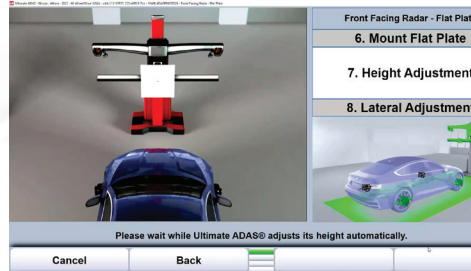 Front Facing Radar - Flat Plat
6. Mount Flat Plate
7. Height Adjustment
8. Lateral Adjustment
Please wait while Ultimate ADAS® adjusts its height automatically.
Cancel
Back